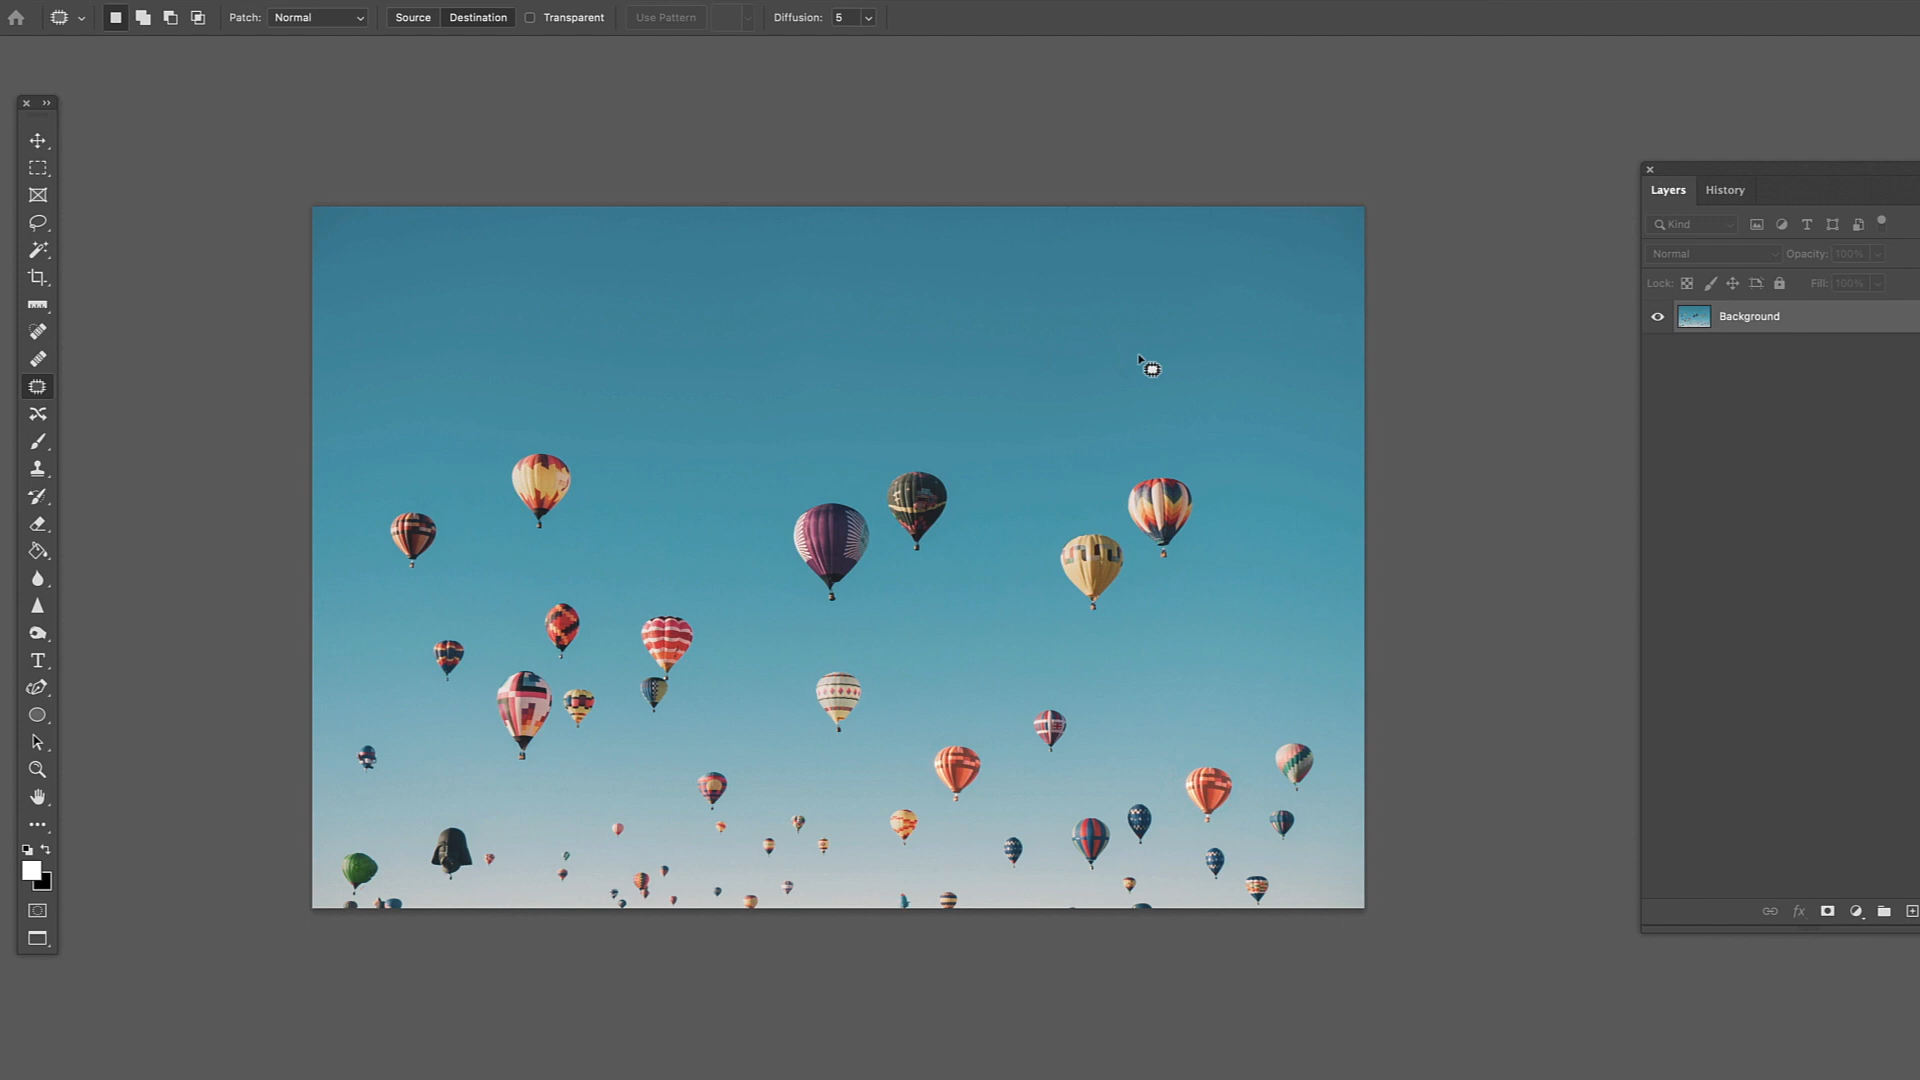 Patch: Normal Source Destination Transparent Use Pattern Diffusion: 5
Layers History
Kind
Normal Opacity: 100%
Lock: Fill: 100%
Background